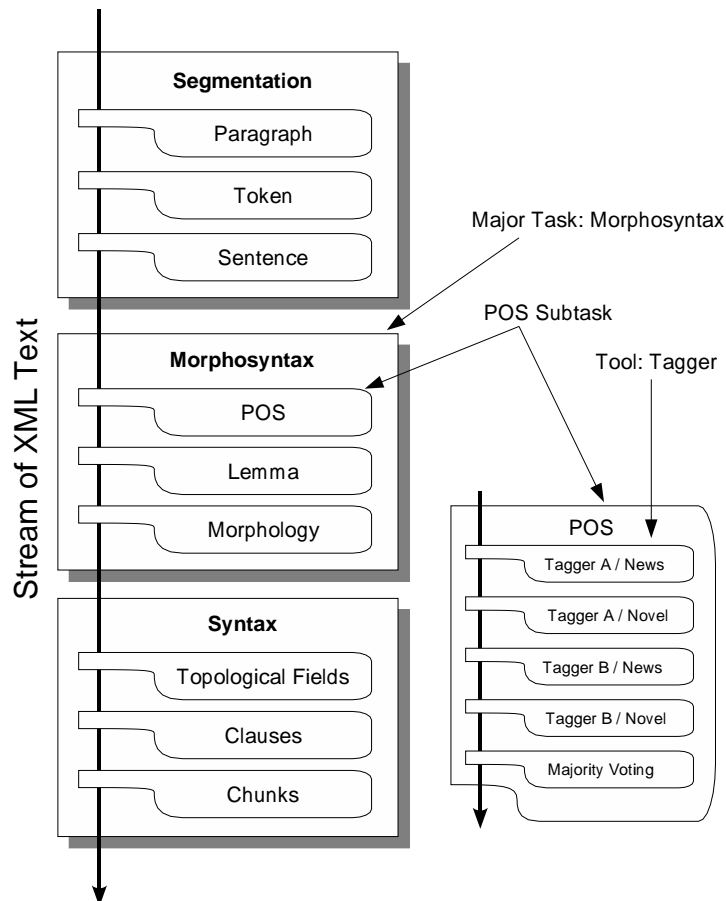 Stream of XML Text
Segmentation
Paragraph
Token
Sentence
Morphosyntax
POS
Lemma
Morphology
Syntax
Topological Fields
Clauses
Chunks
Major Task: Morphosyntax
POS Subtask
Tool: Tagger
POS
Tagger A / News
Tagger A / Novel
Tagger B / News
Tagger B / Novel
Majority Voting